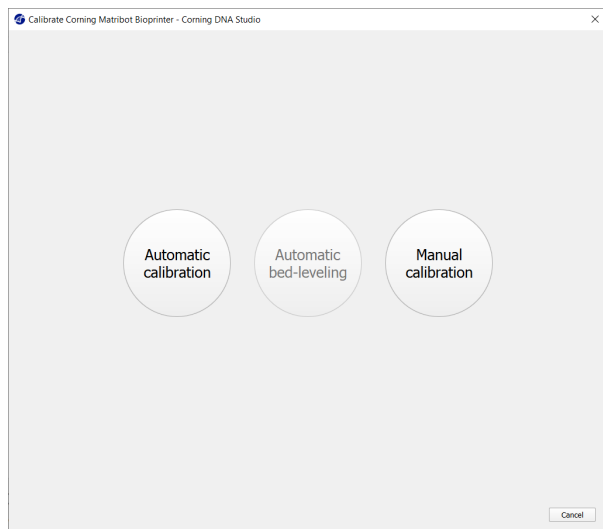 Calibrate Corning Matribot Bioprinter - Corning DNA Studio
Automatic
calibration
Automatic
bed-leveling
Manual
calibration
Cancel